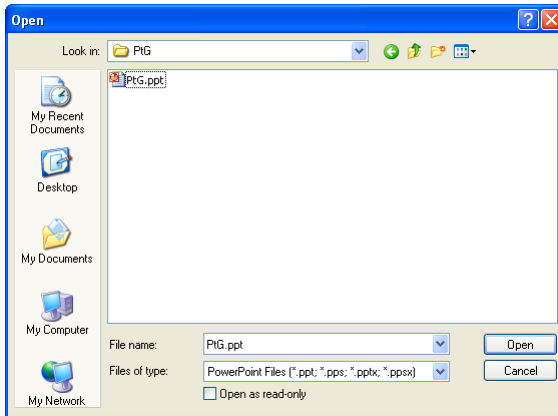 Open
Look in:
PtG
PtG.ppt
My Recent
Documents
Desktop
My Documents
My Computer
My Network
File name:
PtG.ppt
Open
Files of type:
PowerPoint Files (*.ppt; *.pps; *.pptx; *.ppsx)
Cancel
Open as read-only